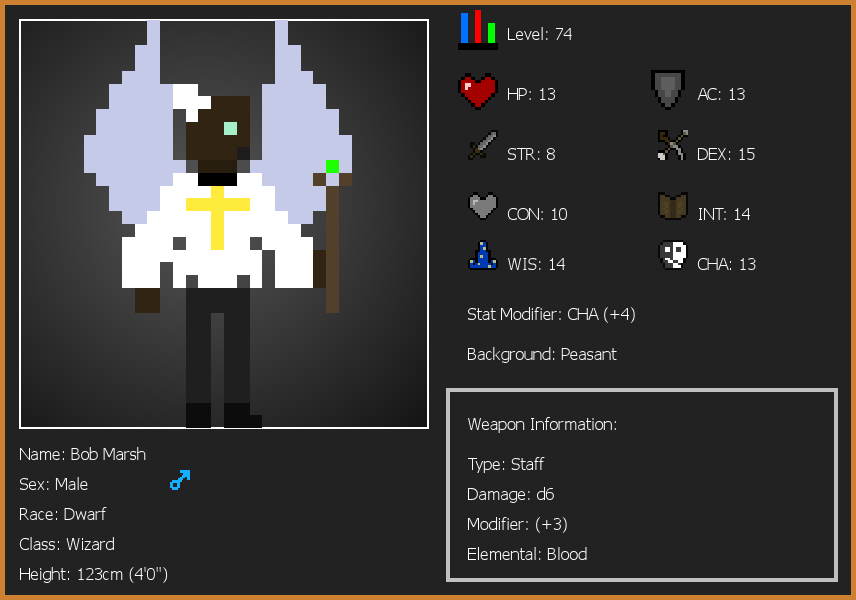 Level: 74
HP: 13
AC: 13
STR: 8
DEX: 15
CON: 10
INT: 14
WIS: 14
CHA: 13
Stat Modifier: CHA (+4)
Background: Peasant
Weapon Information:
Type: Staff
Damage: d6
Modifier: (+3)
Elemental: Blood
Name: Bob Marsh
Sex: Male
Race: Dwarf
Class: Wizard
Height: 123cm (4'0")